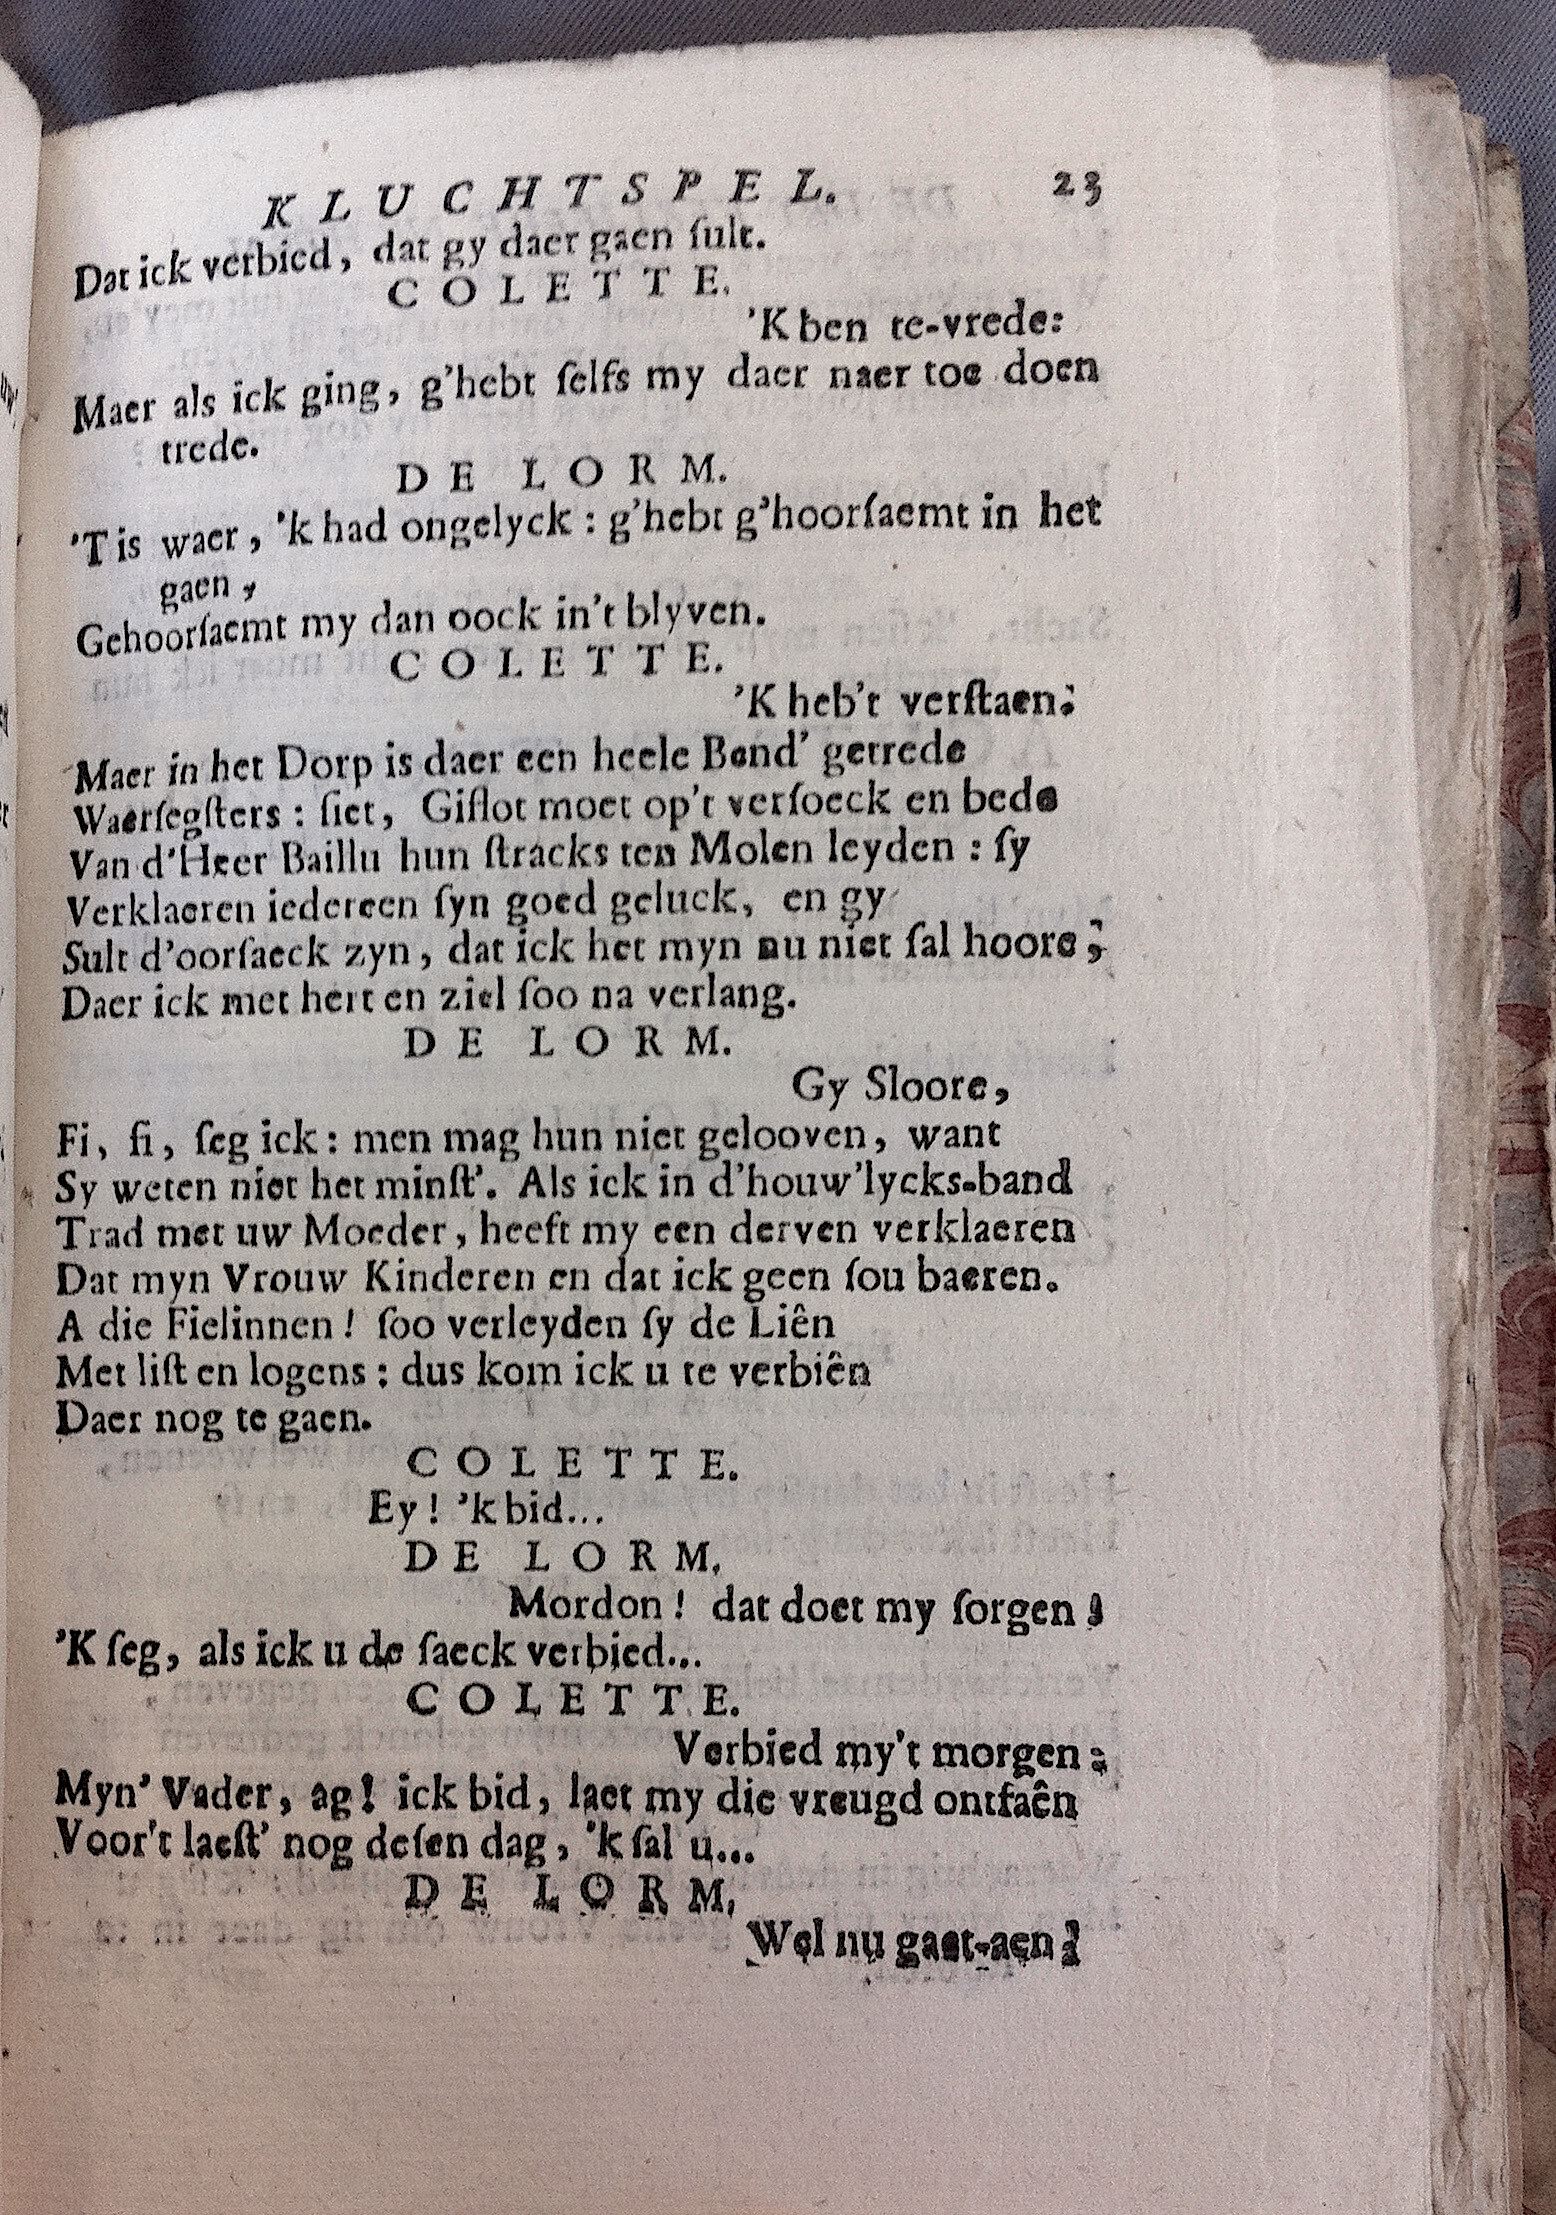 KLUCHTSPEL. 23
Dat ick verbied, dat gy daer gaen ſult.
COLETTE.
'K ben te-vrede:
Maer als ick ging, g'hebt ſelfs my daer naer toe doen
trede.
DE LORM.
'T is waer, 'k had ongelyck : g'hebt g'hoorſaemt in het
gaen,
Gehoorſaemt my dan oock in't blyven.
COLETTE.
'K heb't verſtaen:
Maer in het Dorp is daer een heele Bend' getrede
Waerſegſters : ſiet, Giſlot moet op't verſoeck en bede
Van d'Heer Baillu hun ſtracks ten Molen leyden : ſy
Verklaeren iedereen ſyn goed geluck, en gy
Sult d'oorſaeck zyn, dat ick het myn nu niet ſal hoore;
Daer ick met hert en ziel ſoo na verlang.
DE LORM.
Gy Sloore,
Fi, fi, ſeg ick : men mag hun niet gelooven, want
Sy weten niet het minſt'. Als ick in d'houw'lycks-band
Trad met uw Moeder, heeft my een derven verklaeren
Dat myn Vrouw Kinderen en dat ick geen ſou baeren.
A die Fielinnen! ſoo verleyden ſy de Liên
Met liſt en logens : dus kom ick u te verbiên
Daer nog te gaen.
COLETTE.
Ey! 'k bid...
DE LORM,
Mordon! dat doet my ſorgen!
'K ſeg, als ick u de ſaeck verbied...
COLETTE.
Verbied my't morgen:
Myn' Vader, ag! ick bid, laet my die vreugd ontfaên
Voor't laeſt' nog deſen dag, 'k ſal u...
DE LORM,
Wel nu gaet-aen!